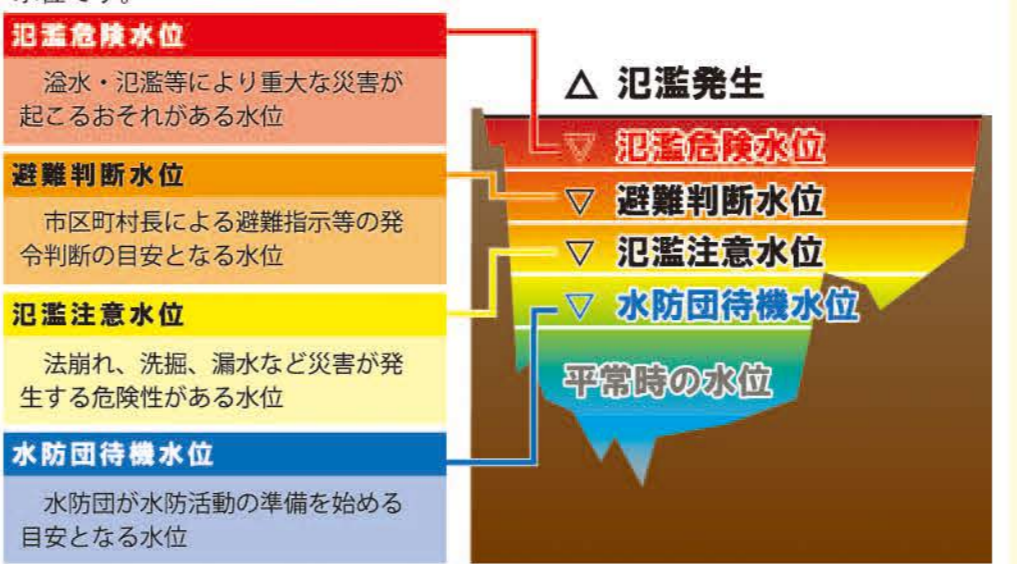 水位です。
氾濫危険水位
溢水・氾濫等により重大な災害が
起こるおそれがある水位
避難判断水位
市区町村長による避難指示等の発
令判断の目安となる水位
氾濫注意水位
法崩れ、洗掘、漏水など災害が発
生する危険性がある水位
水防団待機水位
水防団が水防活動の準備を始める
目安となる水位
△ 氾濫発生
▽ 氾濫危険水位
▽ 避難判断水位
▽ 氾濫注意水位
▽ 水防団待機水位
平常時の水位